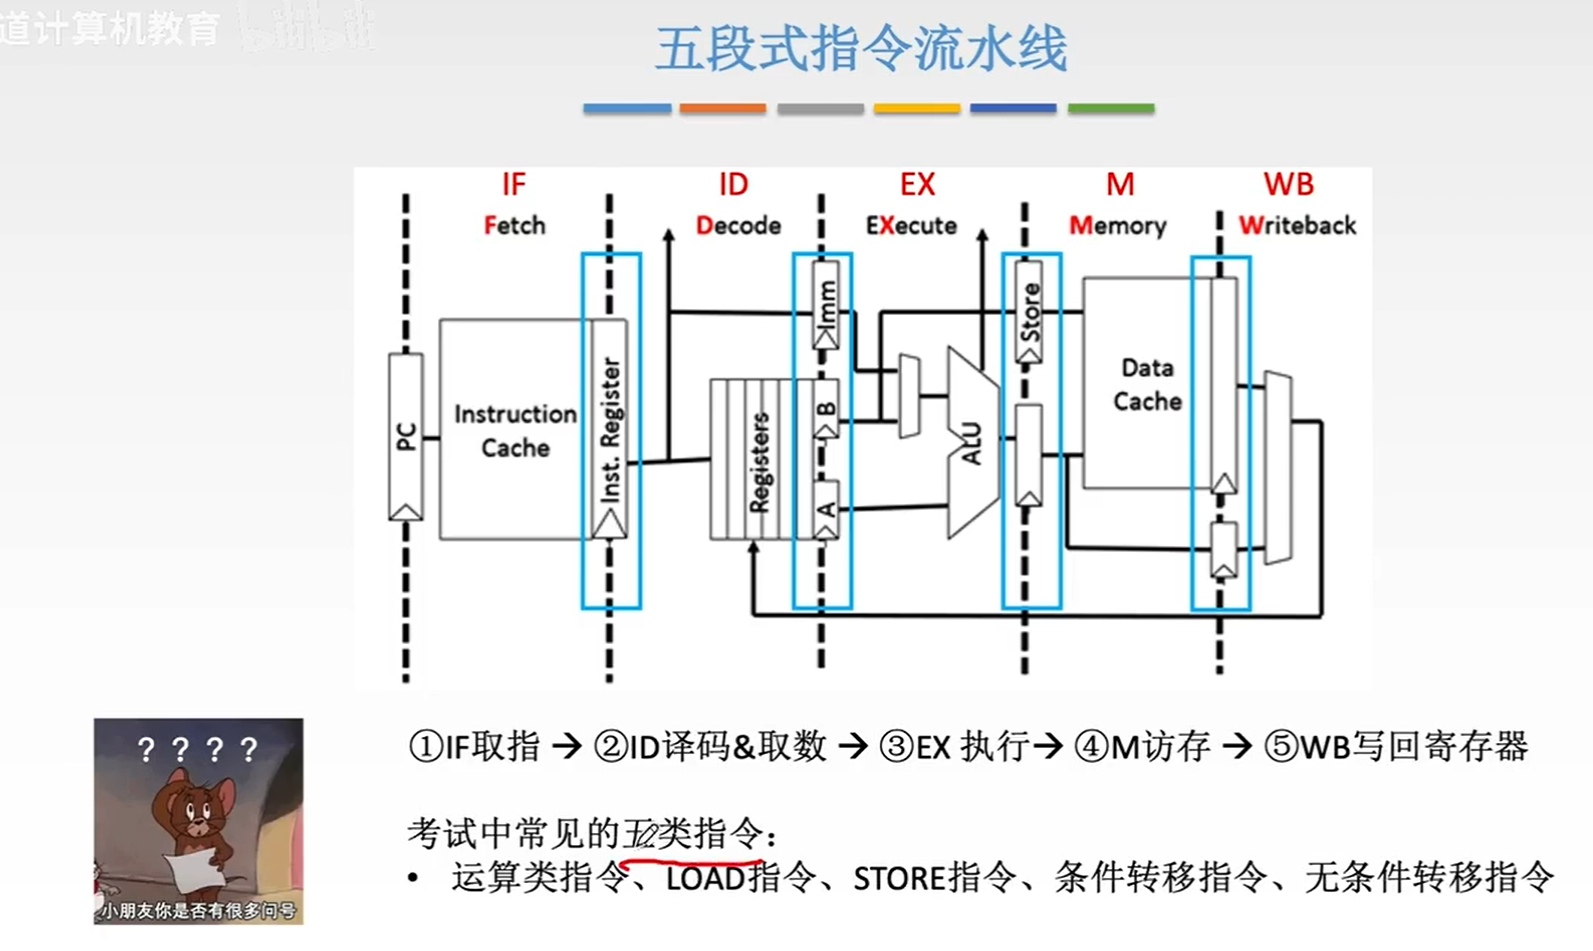 道计算机教育 bilibili
五段式指令流水线
IF
ID
EX
M
WB
Fetch
Decode
EXecute
Memory
Writeback
PC
Instruction
Cache
Inst. Register
Registers
Imm
B
A
ALU
Store
Data
Cache
? ? ? ?
小朋友你是否有很多问号
①IF取指 → ②ID译码&取数 → ③EX 执行→ ④M访存 → ⑤WB写回寄存器
考试中常见的五类指令：
• 运算类指令、LOAD指令、STORE指令、条件转移指令、无条件转移指令